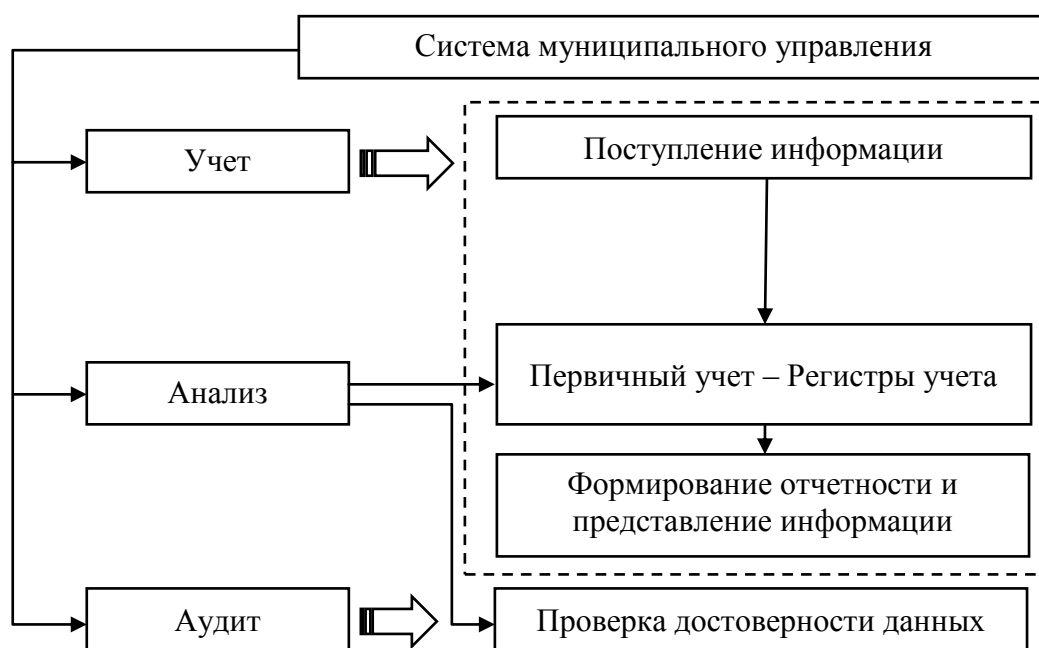 Система муниципального управления
Учет
Поступление информации
Анализ
Первичный учет – Регистры учета
Формирование отчетности и
представление информации
Аудит
Проверка достоверности данных